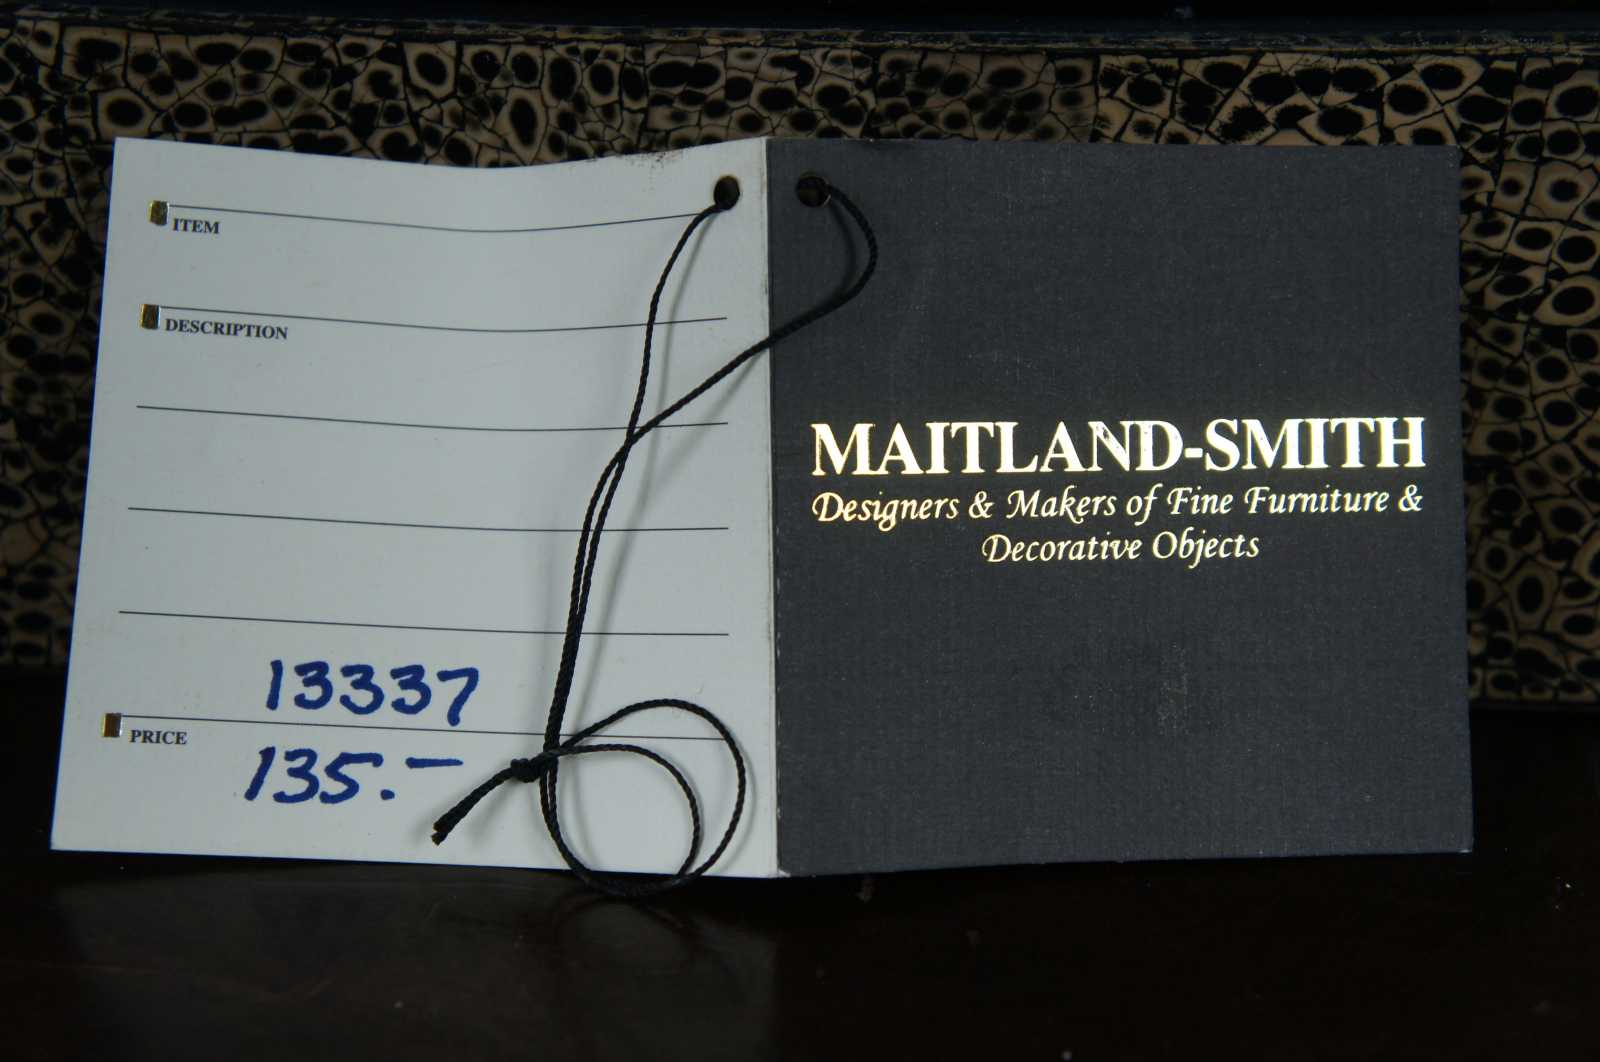 ITEM
DESCRIPTION
13337
PRICE
135.-
MAITLAND-SMITH
Designers & Makers of Fine Furniture &
Decorative Objects